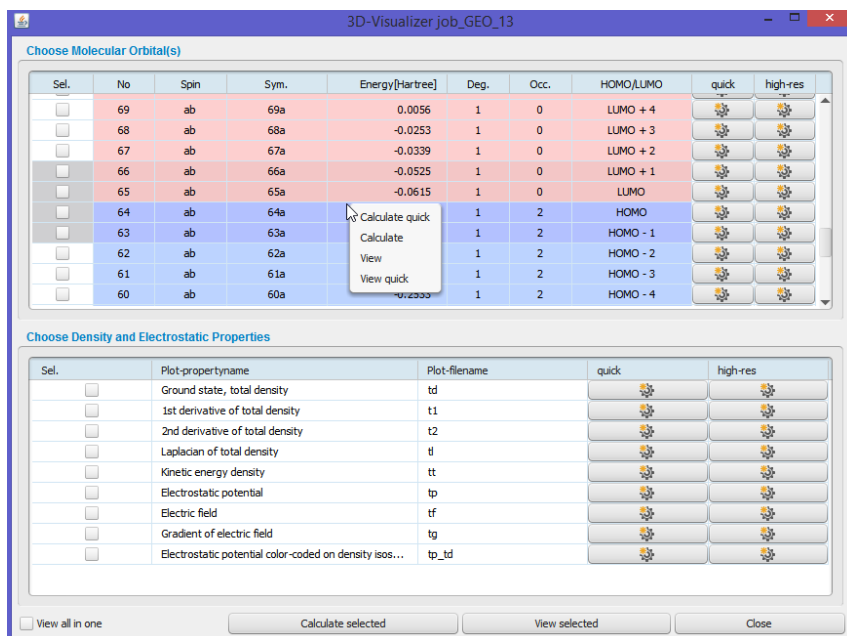 3D-Visualizer job_GEO_13
Choose Molecular Orbital(s)
Sel. No Spin Sym. Energy[Hartree] Deg. Occ. HOMO/LUMO quick high-res
69 ab 69a 0.0056 1 0 LUMO + 4
68 ab 68a -0.0253 1 0 LUMO + 3
67 ab 67a -0.0339 1 0 LUMO + 2
66 ab 66a -0.0525 1 0 LUMO + 1
65 ab 65a -0.0615 1 0 LUMO
64 ab 64a Calculate quick 1 2 HOMO
63 ab 63a Calculate 1 2 HOMO - 1
62 ab 62a View 1 2 HOMO - 2
61 ab 61a View quick 1 2 HOMO - 3
60 ab 60a 1 2 HOMO - 4
Choose Density and Electrostatic Properties
Sel. Plot-propertyname Plot-filename quick high-res
Ground state, total density td
1st derivative of total density t1
2nd derivative of total density t2
Laplacian of total density tl
Kinetic energy density tt
Electrostatic potential tp
Electric field tf
Gradient of electric field tg
Electrostatic potential color-coded on density isos... tp_td
View all in one Calculate selected View selected Close